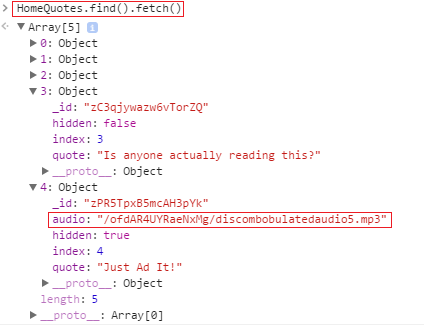 HomeQuotes.find().fetch()
Array[5]
0: Object
1: Object
2: Object
3: Object
_id: "zC3qjywazw6vTorZQ"
hidden: false
index: 3
quote: "Is anyone actually reading this?"
__proto__: Object
4: Object
_id: "zPR5TpxB5mcAH3pYk"
audio: "/ofdAR4UYRaeNxMg/discombobulatedaudio5.mp3"
hidden: true
index: 4
quote: "Just Ad It!"
__proto__: Object
length: 5
__proto__: Array[0]